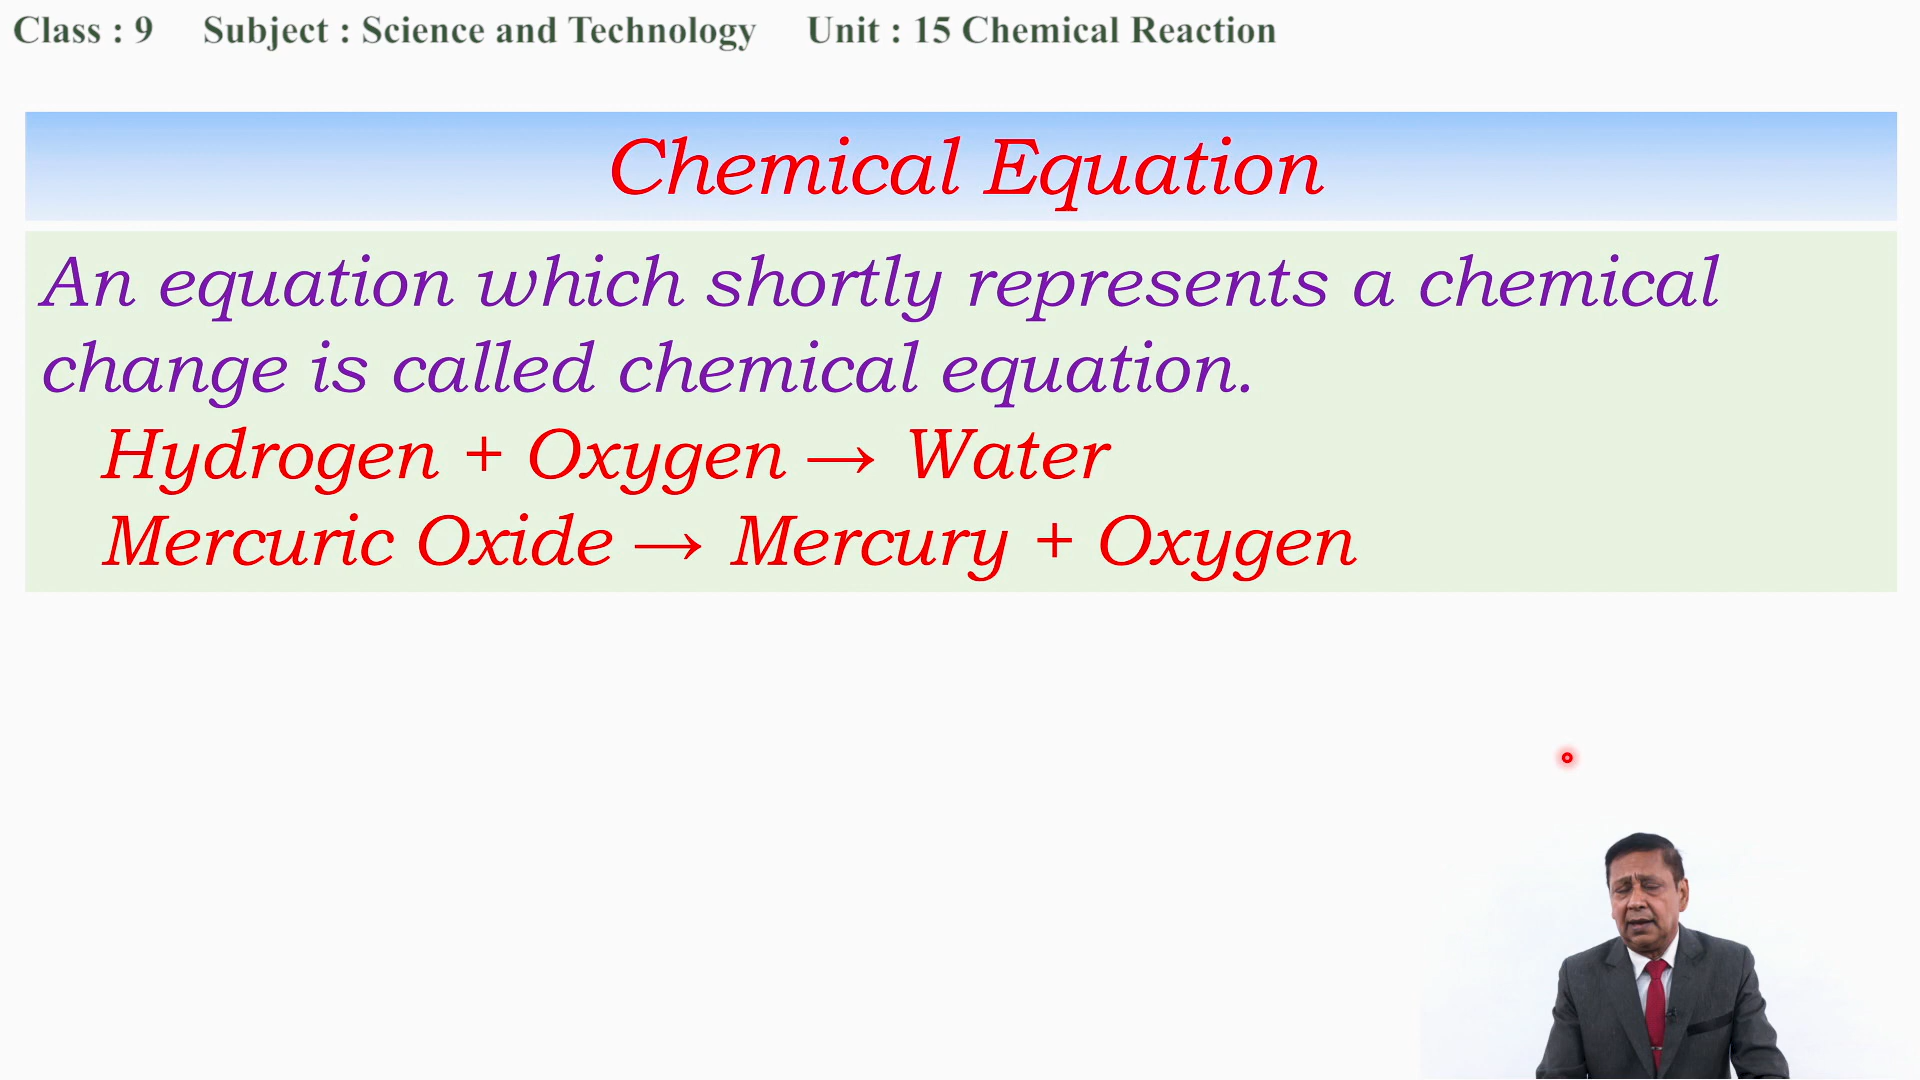 Class : 9 Subject : Science and Technology Unit : 15 Chemical Reaction
Chemical Equation
An equation which shortly represents a chemical
change is called chemical equation.
Hydrogen + Oxygen → Water
Mercuric Oxide → Mercury + Oxygen